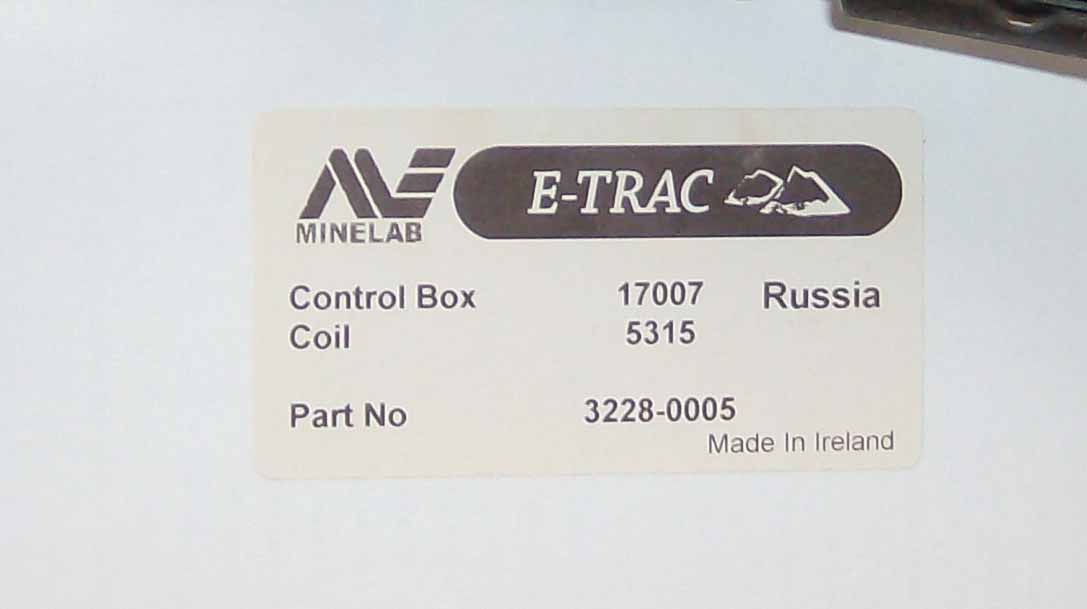 MINELAB E-TRAC
Control Box 17007 Russia
Coil 5315
Part No 3228-0005
Made In Ireland